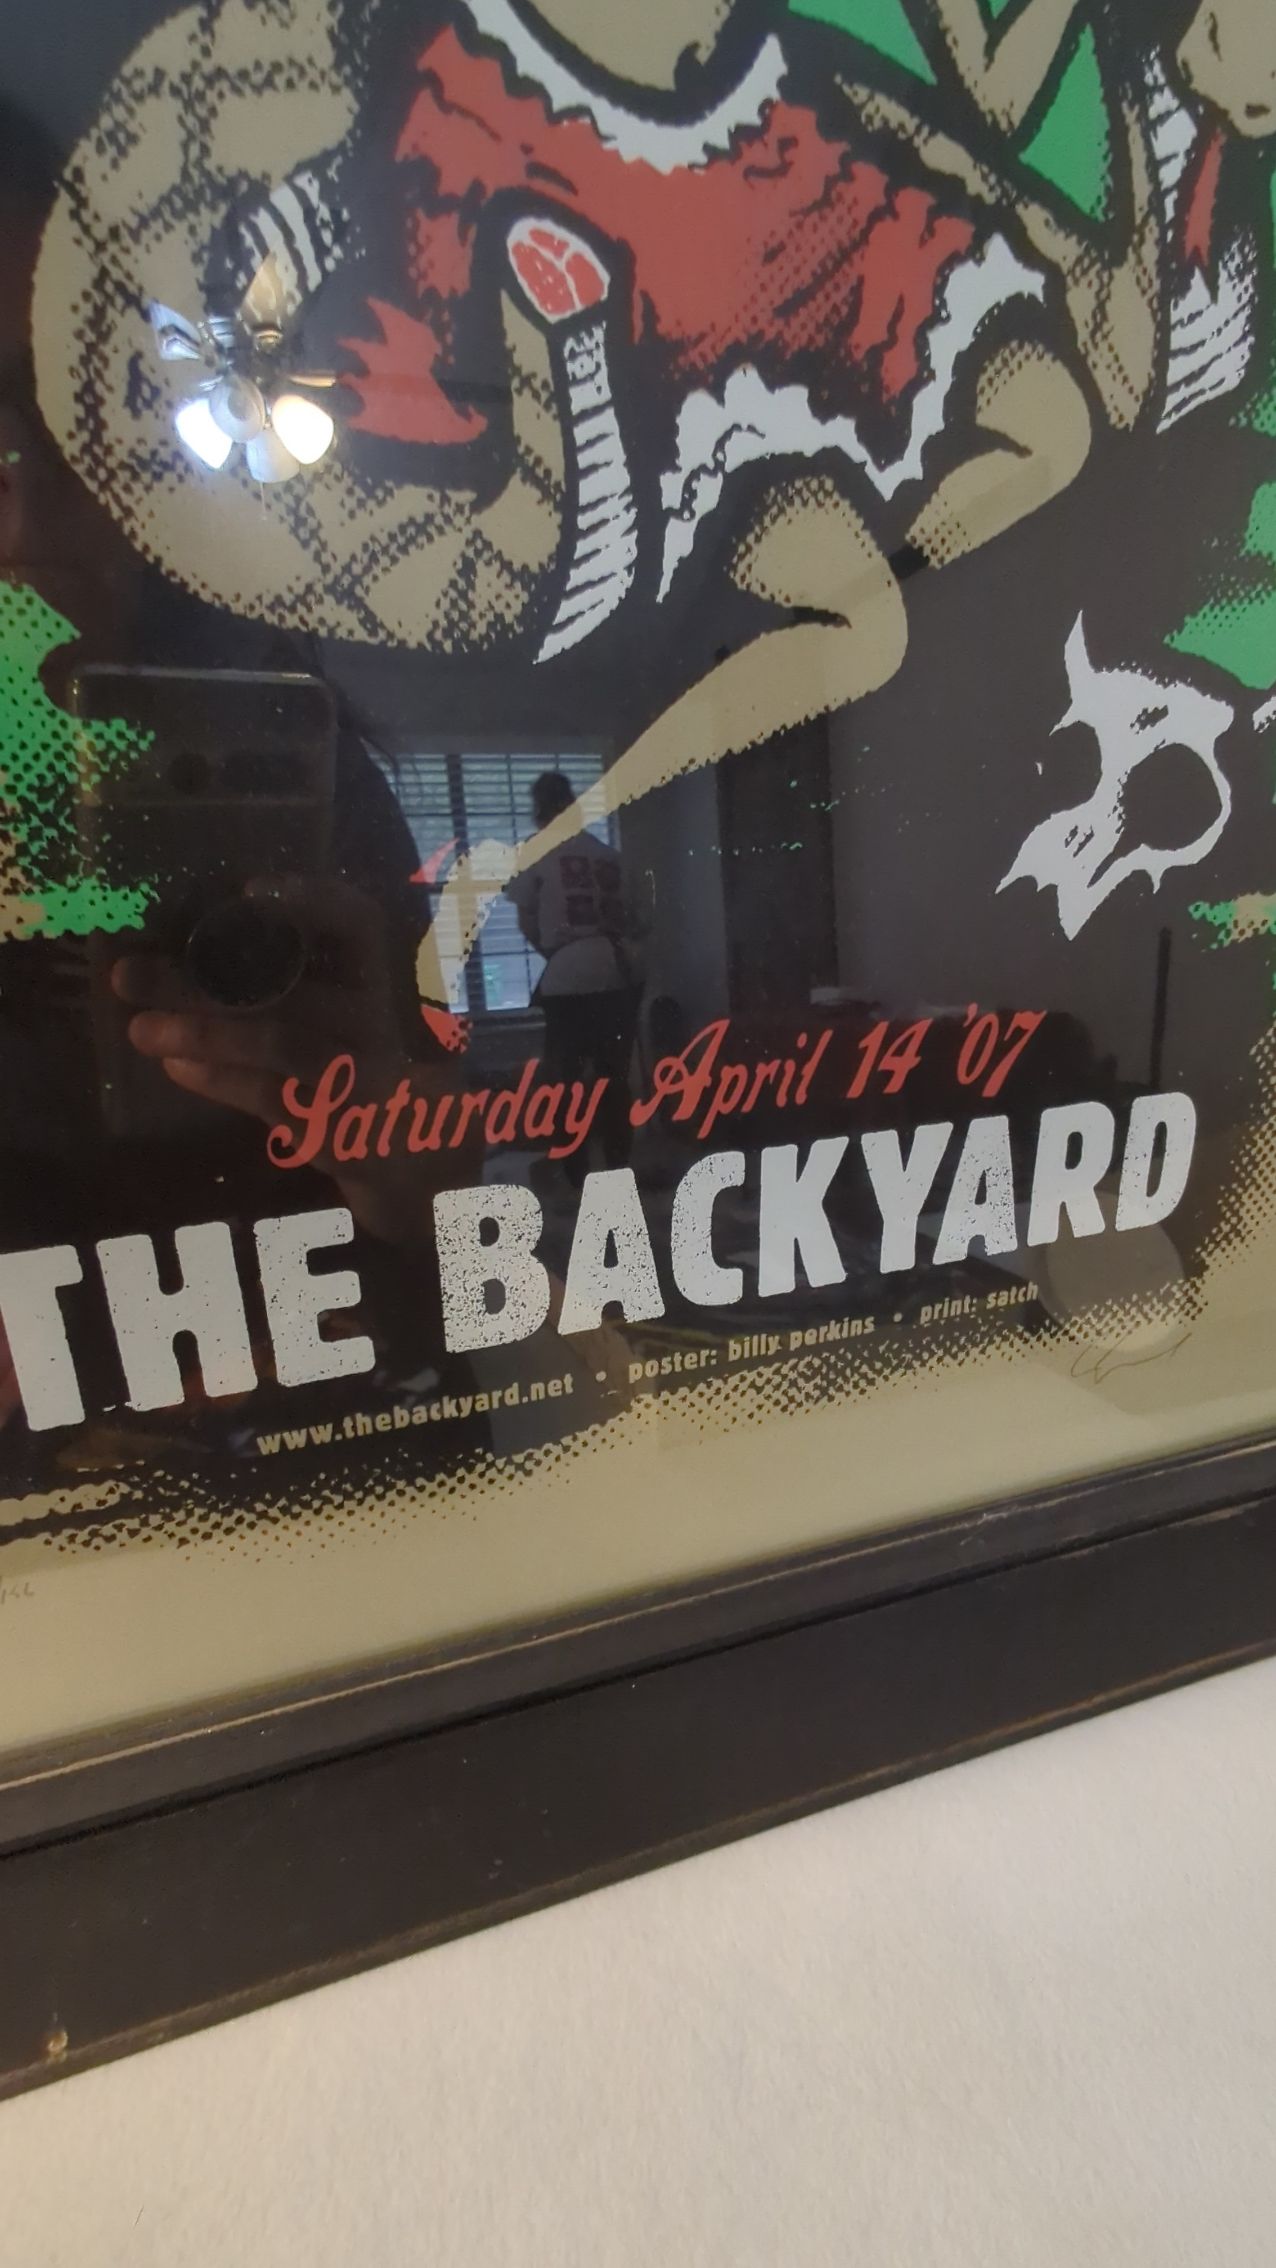 Saturday April 14 '07
THE BACKYARD
www.thebackyard.net • poster: billy perkins • print: satch